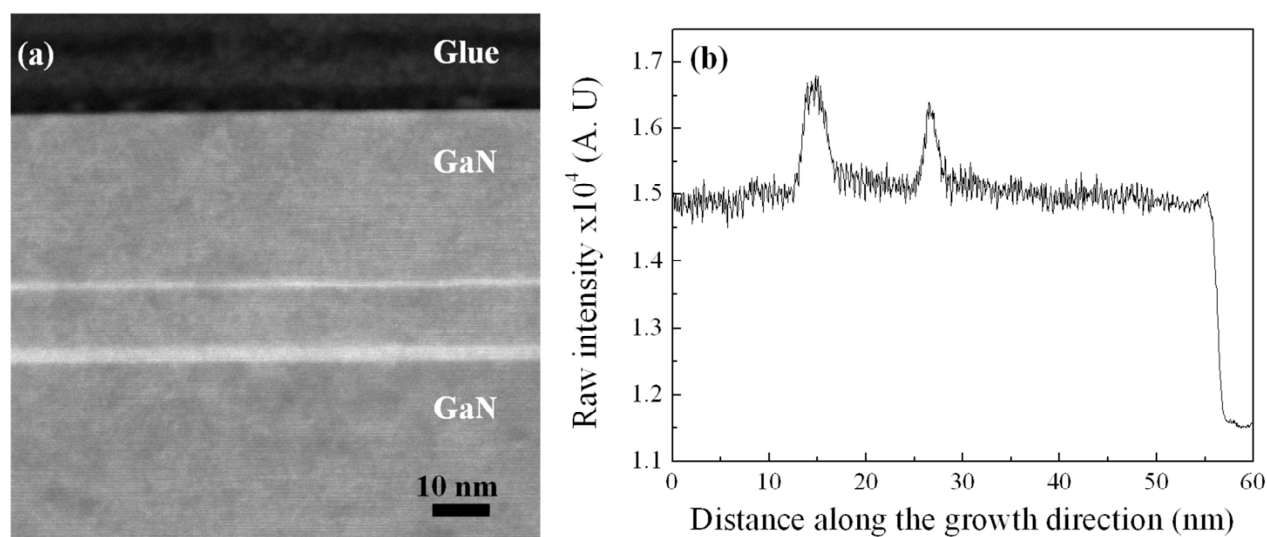 (a)
Glue
GaN
GaN
10 nm
(b)
Raw intensity x10⁴ (A. U)
1.7
1.6
1.5
1.4
1.3
1.2
1.1
0 10 20 30 40 50 60
Distance along the growth direction (nm)